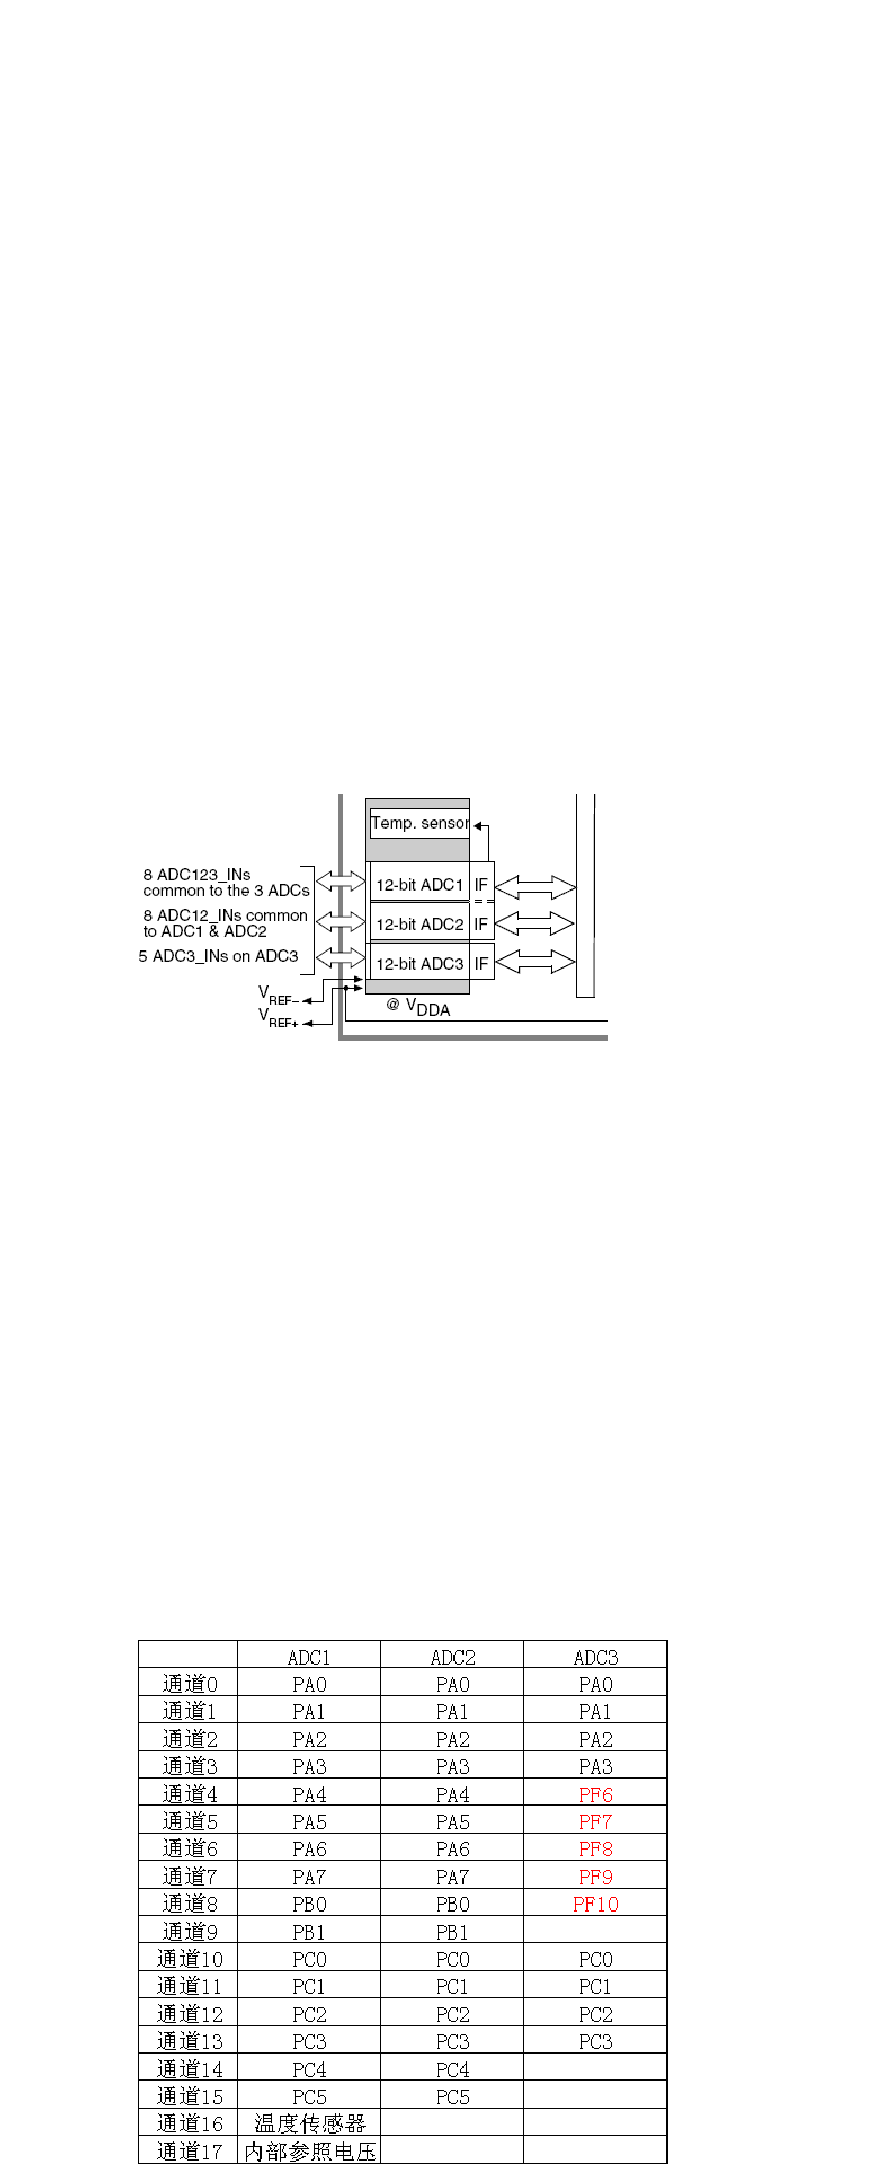 Temp. sensor
8 ADC123_INs
common to the 3 ADCs
12-bit ADC1 IF
8 ADC12_INs common
to ADC1 & ADC2
12-bit ADC2 IF
5 ADC3_INs on ADC3
12-bit ADC3 IF
VREF–
VREF+
@ VDDA
ADC1 ADC2 ADC3
通道0 PA0 PA0 PA0
通道1 PA1 PA1 PA1
通道2 PA2 PA2 PA2
通道3 PA3 PA3 PA3
通道4 PA4 PA4 PF6
通道5 PA5 PA5 PF7
通道6 PA6 PA6 PF8
通道7 PA7 PA7 PF9
通道8 PB0 PB0 PF10
通道9 PB1 PB1
通道10 PC0 PC0 PC0
通道11 PC1 PC1 PC1
通道12 PC2 PC2 PC2
通道13 PC3 PC3 PC3
通道14 PC4 PC4
通道15 PC5 PC5
通道16 温度传感器
通道17 内部参照电压